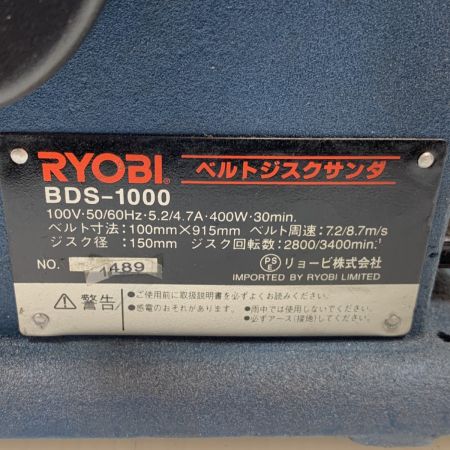 RYOBI® ベルトジスクサンダ
BDS-1000
100V・50/60Hz・5.2/4.7A・400W・30min.
ベルト寸法：100mm×915mm ベルト周速：7.2/8.7m/s
ジスク径：150mm ジスク回転数：2800/3400min.⁻¹
NO. 1489 PSE リョービ株式会社
IMPORTED BY RYOBI LIMITED
⚠警告 ●ご使用前に取扱説明書を必ずよくお読みください。
●感電のおそれがあります。 ●雨中では使用しないでください。
●必ずアース(接地)してください。